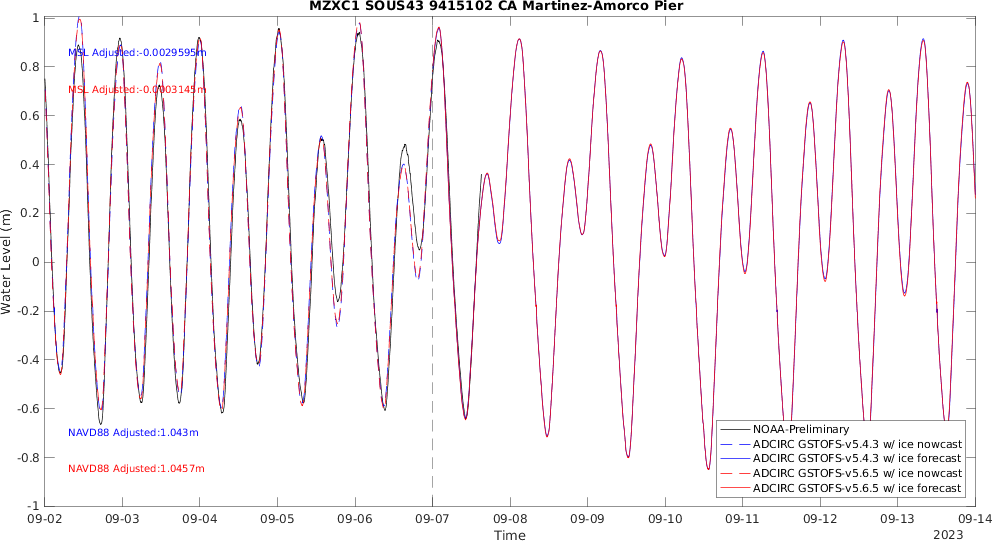 MZXC1 SOUS43 9415102 CA Martinez-Amorco Pier
1
0.8
0.6
0.4
0.2
0
-0.2
-0.4
-0.6
-0.8
-1
Water Level (m)
MSL Adjusted:-0.0029595m
MSL Adjusted:-0.0003145m
NAVD88 Adjusted:1.043m
NAVD88 Adjusted:1.0457m
NOAA-Preliminary
ADCIRC GSTOFS-v5.4.3 w/ ice nowcast
ADCIRC GSTOFS-v5.4.3 w/ ice forecast
ADCIRC GSTOFS-v5.6.5 w/ ice nowcast
ADCIRC GSTOFS-v5.6.5 w/ ice forecast
09-02 09-03 09-04 09-05 09-06 09-07 09-08 09-09 09-10 09-11 09-12 09-13 09-14
Time
2023